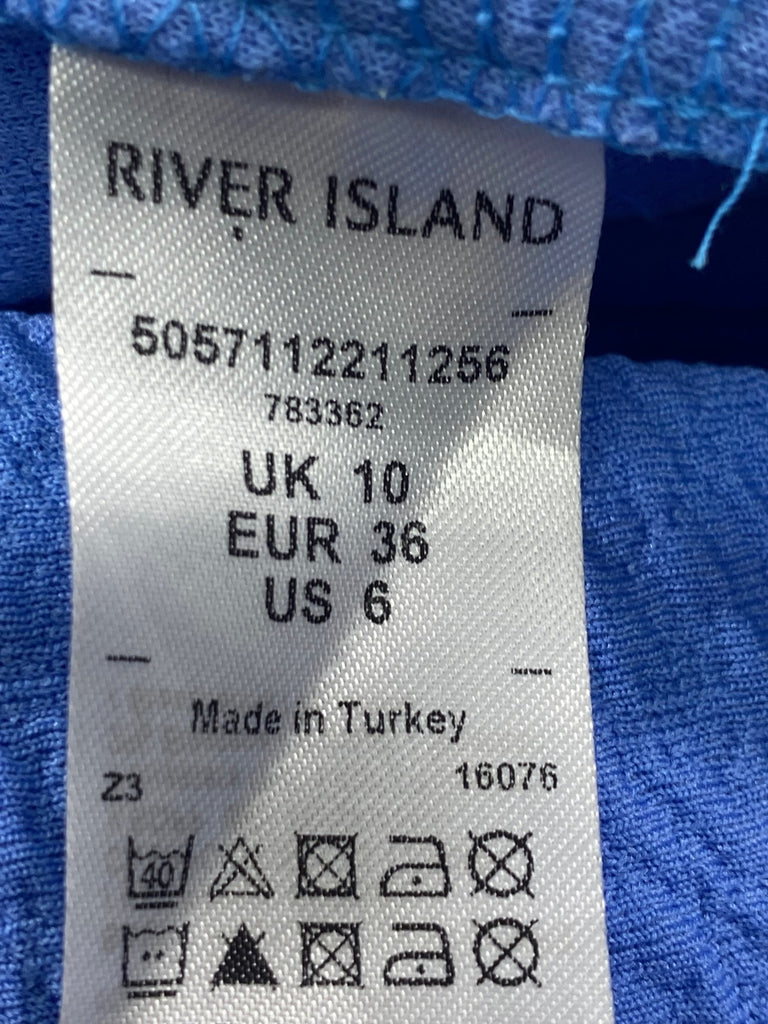 RIVER ISLAND
5057112211256
783362
UK 10
EUR 36
US 6
Made in Turkey
Z3 16076
40